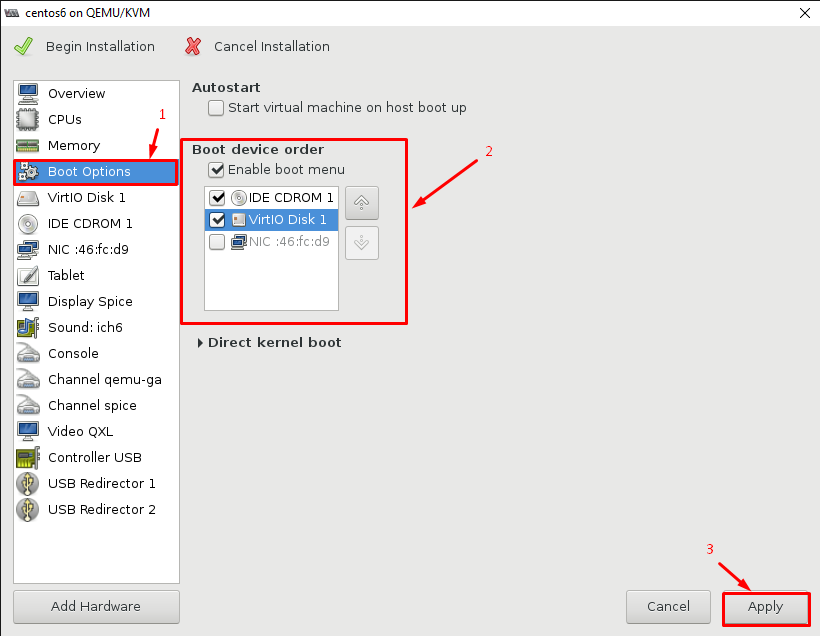 centos6 on QEMU/KVM
Begin Installation
Cancel Installation
Overview
CPUs
Memory
Boot Options
VirtIO Disk 1
IDE CDROM 1
NIC :46:fc:d9
Tablet
Display Spice
Sound: ich6
Console
Channel qemu-ga
Channel spice
Video QXL
Controller USB
USB Redirector 1
USB Redirector 2
Add Hardware
1
Autostart
Start virtual machine on host boot up
Boot device order
Enable boot menu
IDE CDROM 1
VirtIO Disk 1
NIC :46:fc:d9
2
Direct kernel boot
3
Cancel
Apply